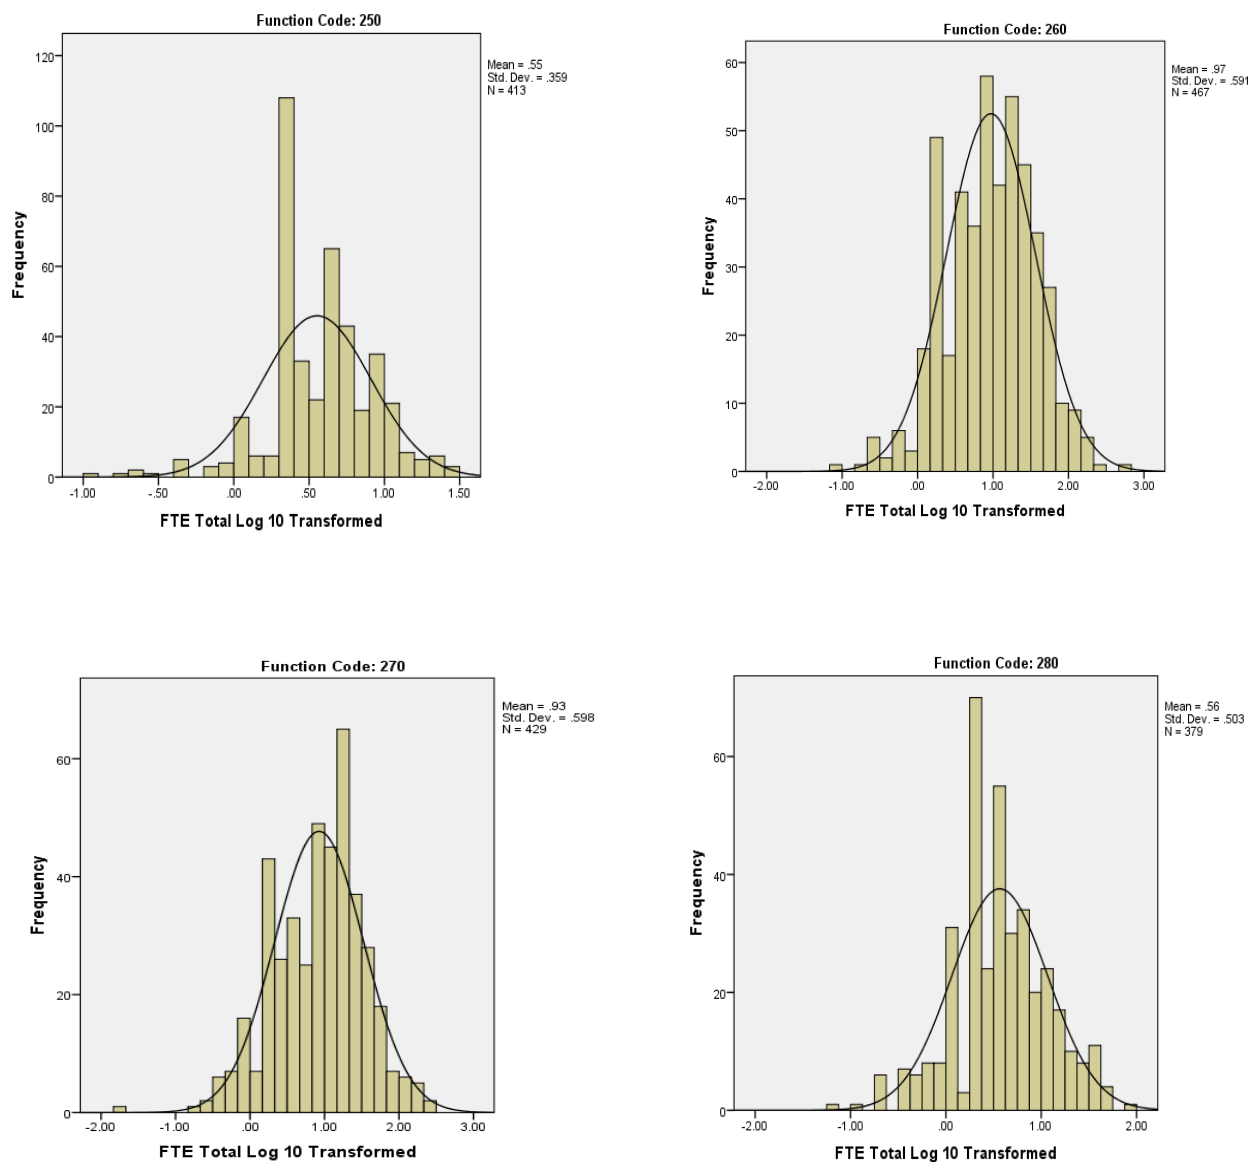 Function Code: 250
Mean = .55
Std. Dev. = .359
N = 413
120
100
80
60
40
20
0
Frequency
-1.00 -.50 .00 .50 1.00 1.50
FTE Total Log 10 Transformed
Function Code: 260
Mean = .97
Std. Dev. = .591
N = 467
60
50
40
30
20
10
0
Frequency
-2.00 -1.00 .00 1.00 2.00 3.00
FTE Total Log 10 Transformed
Function Code: 270
Mean = .93
Std. Dev. = .598
N = 429
60
40
20
0
Frequency
-2.00 -1.00 .00 1.00 2.00 3.00
FTE Total Log 10 Transformed
Function Code: 280
Mean = .56
Std. Dev. = .503
N = 379
60
40
20
0
Frequency
-2.00 -1.00 .00 1.00 2.00
FTE Total Log 10 Transformed